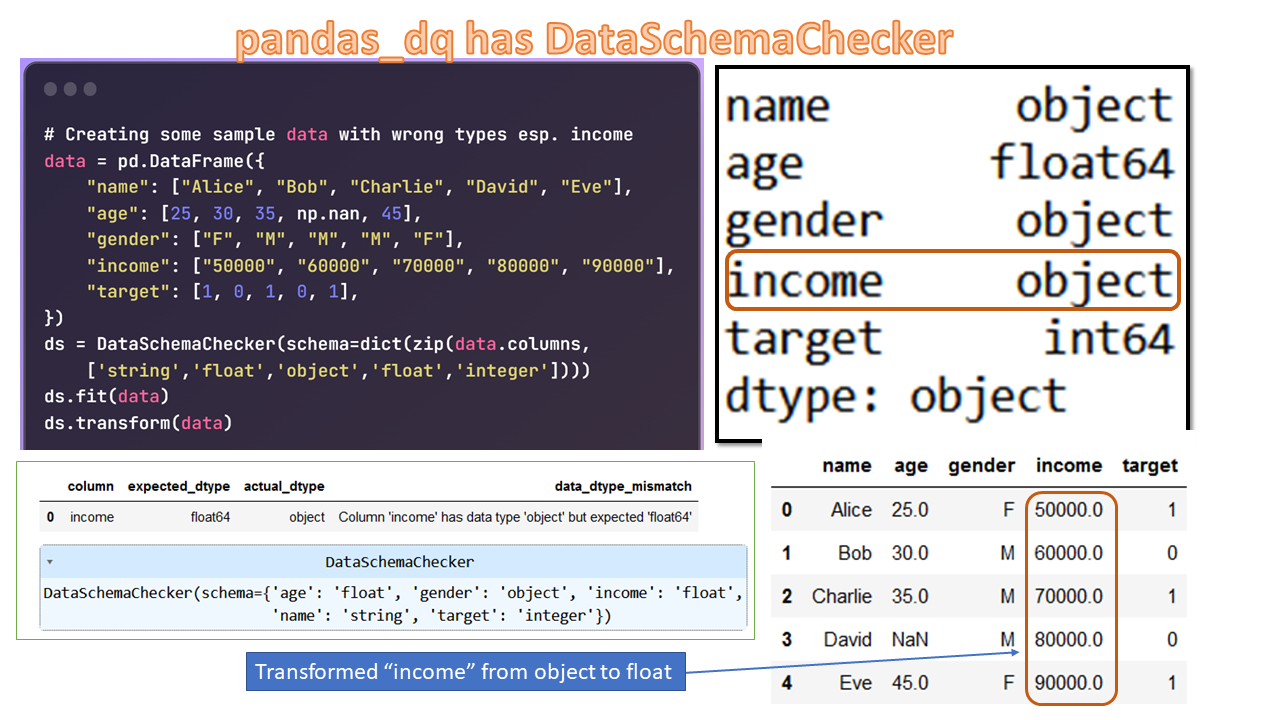 pandas_dq has DataSchemaChecker
# Creating some sample data with wrong types esp. income
data = pd.DataFrame({
    "name": ["Alice", "Bob", "Charlie", "David", "Eve"],
    "age": [25, 30, 35, np.nan, 45],
    "gender": ["F", "M", "M", "M", "F"],
    "income": ["50000", "60000", "70000", "80000", "90000"],
    "target": [1, 0, 1, 0, 1],
})
ds = DataSchemaChecker(schema=dict(zip(data.columns,
    ['string','float','object','float','integer'])))
ds.fit(data)
ds.transform(data)
name object
age float64
gender object
income object
target int64
dtype: object
column expected_dtype actual_dtype data_dtype_mismatch
0 income float64 object Column 'income' has data type 'object' but expected 'float64'
DataSchemaChecker
DataSchemaChecker(schema={'age': 'float', 'gender': 'object', 'income': 'float',
'name': 'string', 'target': 'integer'})
Transformed “income” from object to float
name age gender income target
0 Alice 25.0 F 50000.0 1
1 Bob 30.0 M 60000.0 0
2 Charlie 35.0 M 70000.0 1
3 David NaN M 80000.0 0
4 Eve 45.0 F 90000.0 1